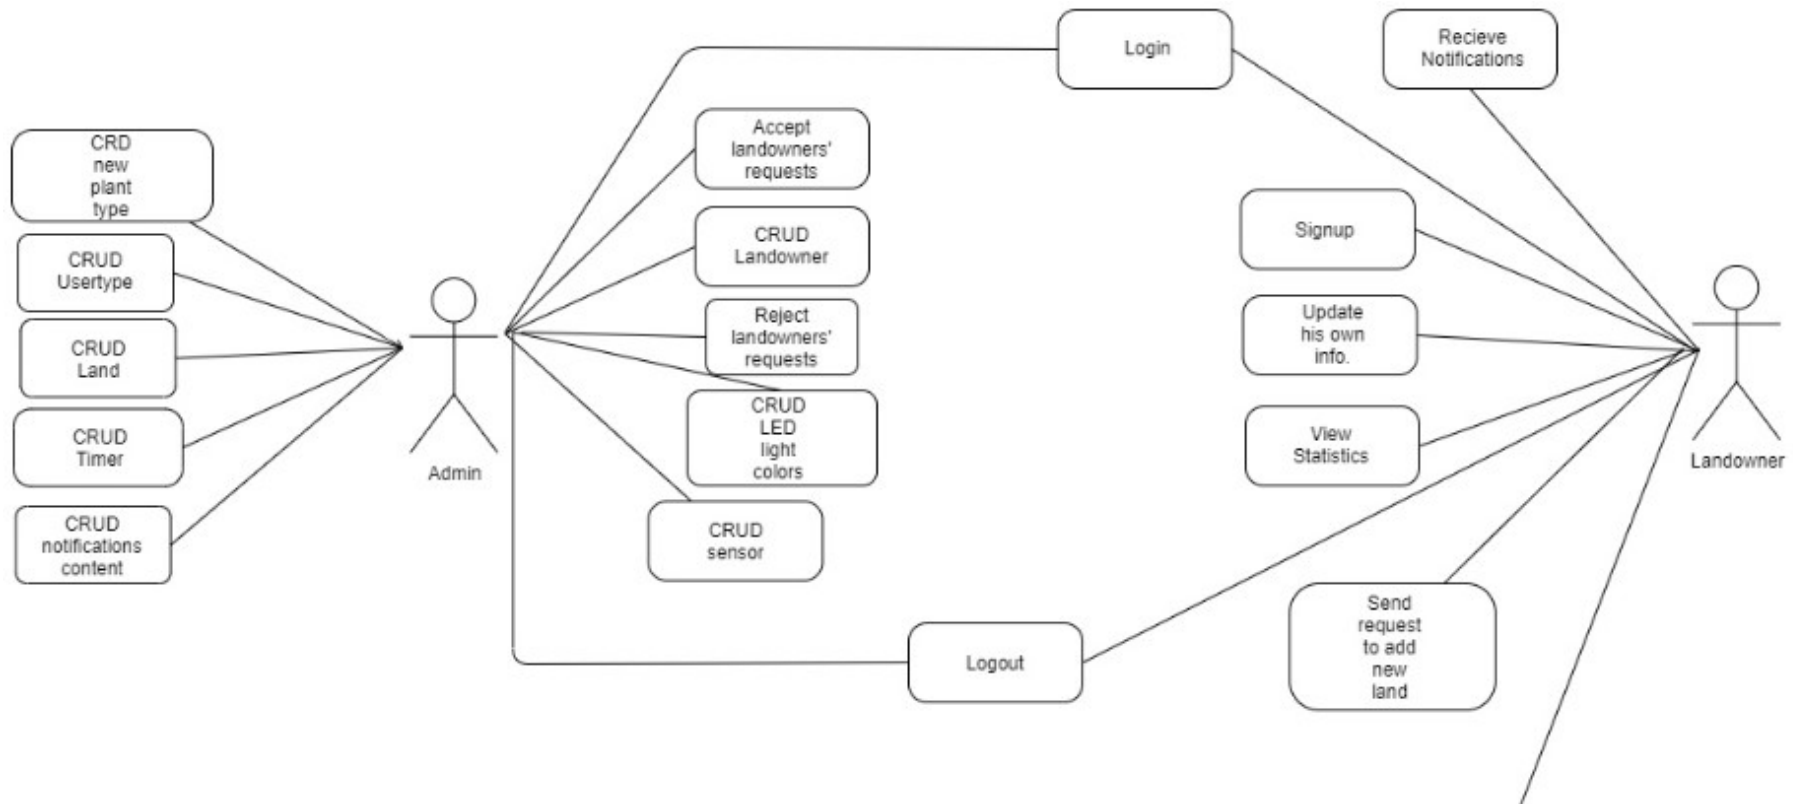 Login
Recieve
Notifications
Accept
landowners'
requests
CRD
new
plant
type
CRUD
Landowner
Signup
CRUD
Usertype
Reject
landowners'
requests
Update
his own
info.
CRUD
Land
CRUD
LED
light
colors
View
Statistics
CRUD
Timer
Admin
Landowner
CRUD
notifications
content
CRUD
sensor
Send
request
to add
new
land
Logout